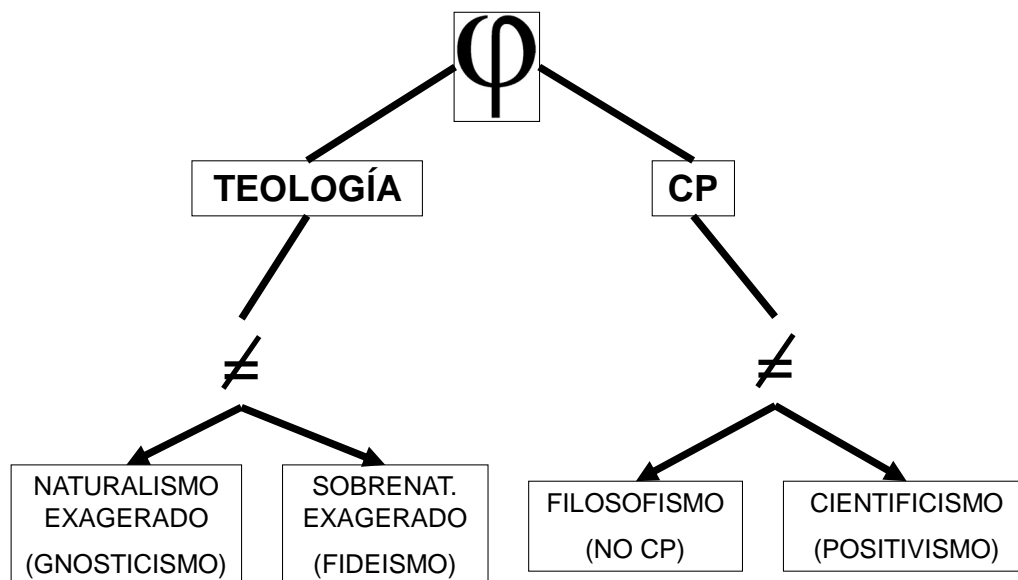 φ
TEOLOGÍA
CP
≠
≠
NATURALISMO
EXAGERADO
(GNOSTICISMO)
SOBRENAT.
EXAGERADO
(FIDEISMO)
FILOSOFISMO
(NO CP)
CIENTIFICISMO
(POSITIVISMO)